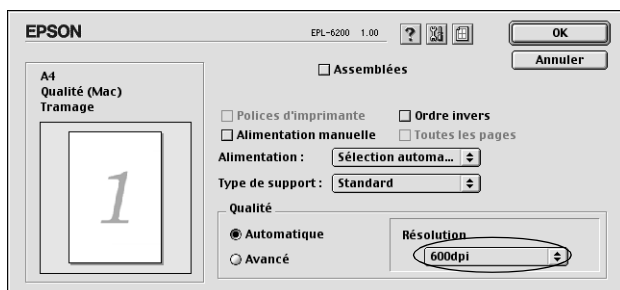 EPSON
EPL-6200 1.00
?
OK
Annuler
A4
Qualité (Mac)
Tramage
1
Assemblées
Polices d'imprimante
Ordre invers
Alimentation manuelle
Toutes les pages
Alimentation :
Sélection automa...
Type de support :
Standard
Qualité
Automatique
Avancé
Résolution
600dpi